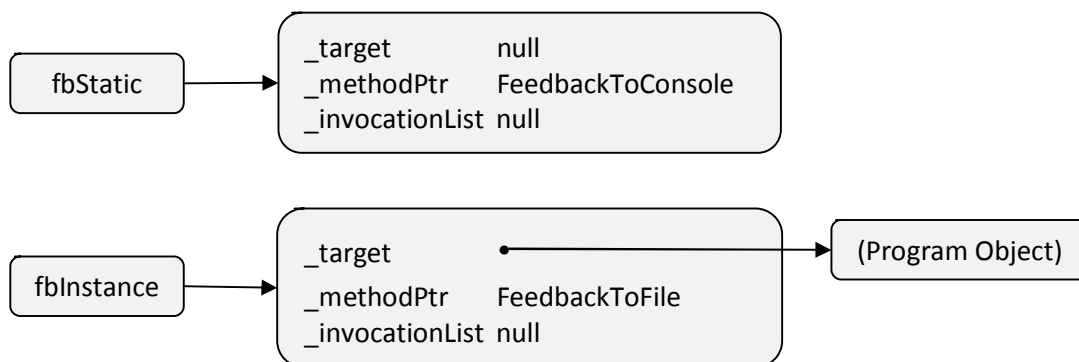 _target null
fbStatic
_methodPtr FeedbackToConsole
_invocationList null
_target
(Program Object)
fbInstance
_methodPtr FeedbackToFile
_invocationList null